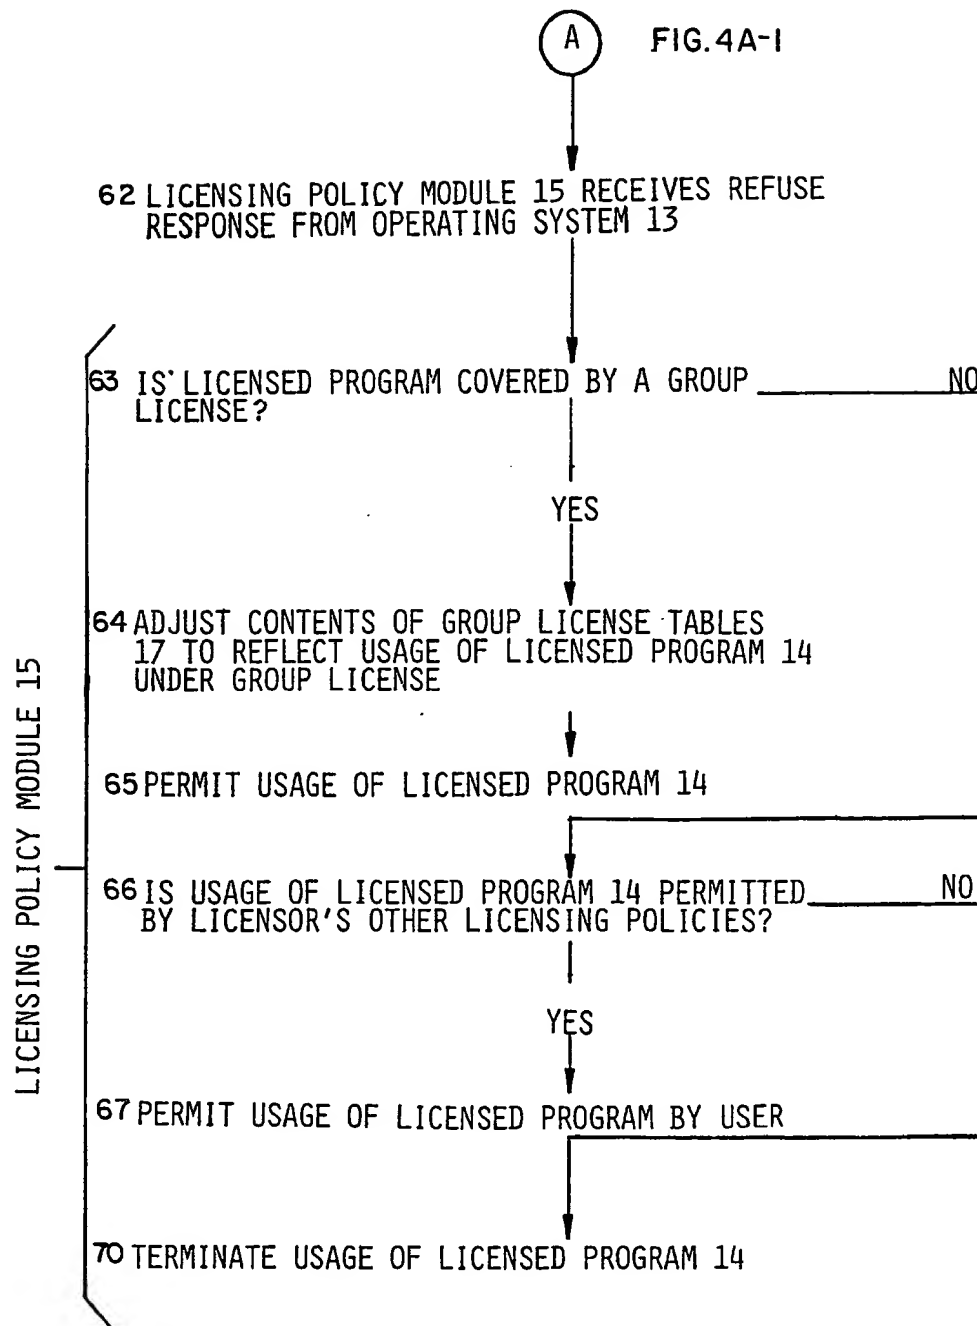 A FIG.4A-1
62 LICENSING POLICY MODULE 15 RECEIVES REFUSE
RESPONSE FROM OPERATING SYSTEM 13
63 IS LICENSED PROGRAM COVERED BY A GROUP NO
LICENSE?
YES
64 ADJUST CONTENTS OF GROUP LICENSE TABLES
17 TO REFLECT USAGE OF LICENSED PROGRAM 14
UNDER GROUP LICENSE
65 PERMIT USAGE OF LICENSED PROGRAM 14
66 IS USAGE OF LICENSED PROGRAM 14 PERMITTED NO
BY LICENSOR'S OTHER LICENSING POLICIES?
YES
67 PERMIT USAGE OF LICENSED PROGRAM BY USER
70 TERMINATE USAGE OF LICENSED PROGRAM 14
LICENSING POLICY MODULE 15